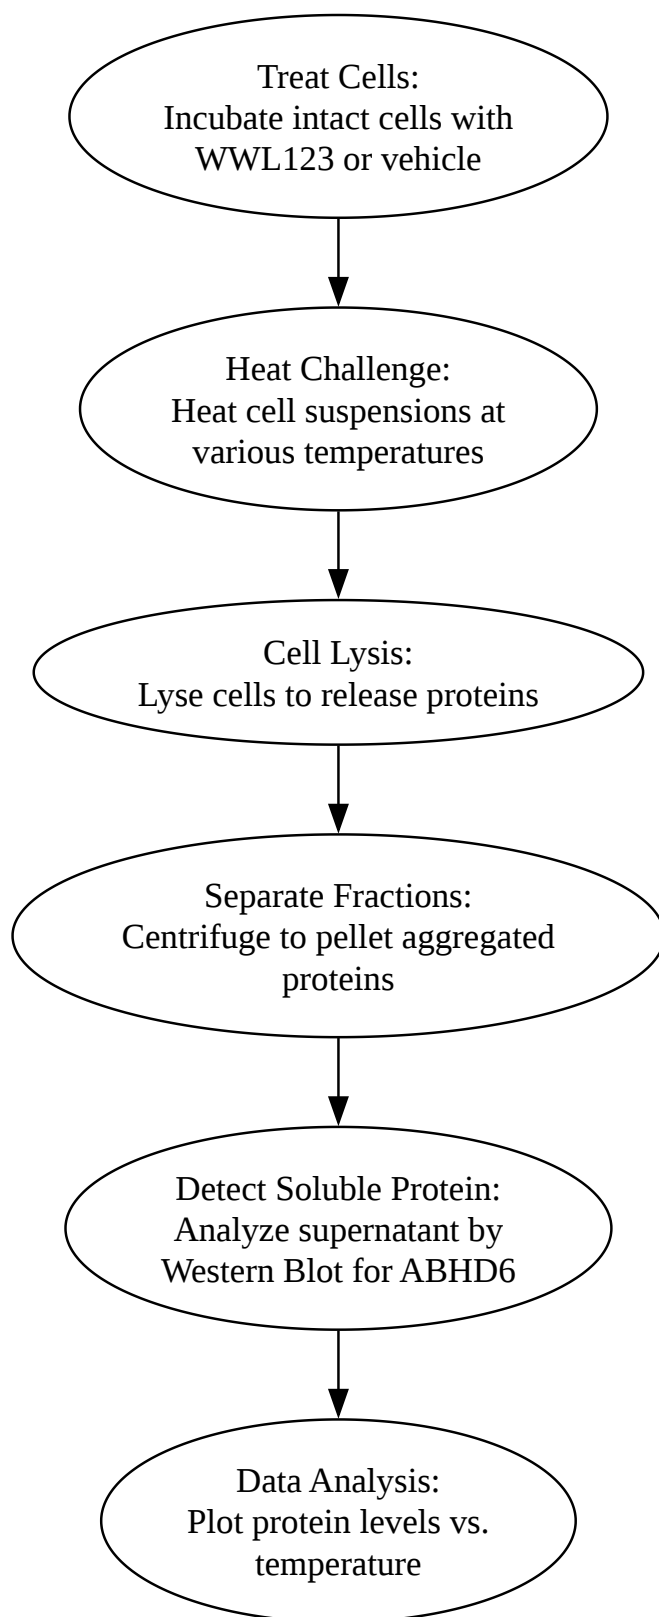 Treat Cells:
Incubate intact cells with
WWL123 or vehicle
Heat Challenge:
Heat cell suspensions at
various temperatures
Cell Lysis:
Lyse cells to release proteins
Separate Fractions:
Centrifuge to pellet aggregated
proteins
Detect Soluble Protein:
Analyze supernatant by
Western Blot for ABHD6
Data Analysis:
Plot protein levels vs.
temperature